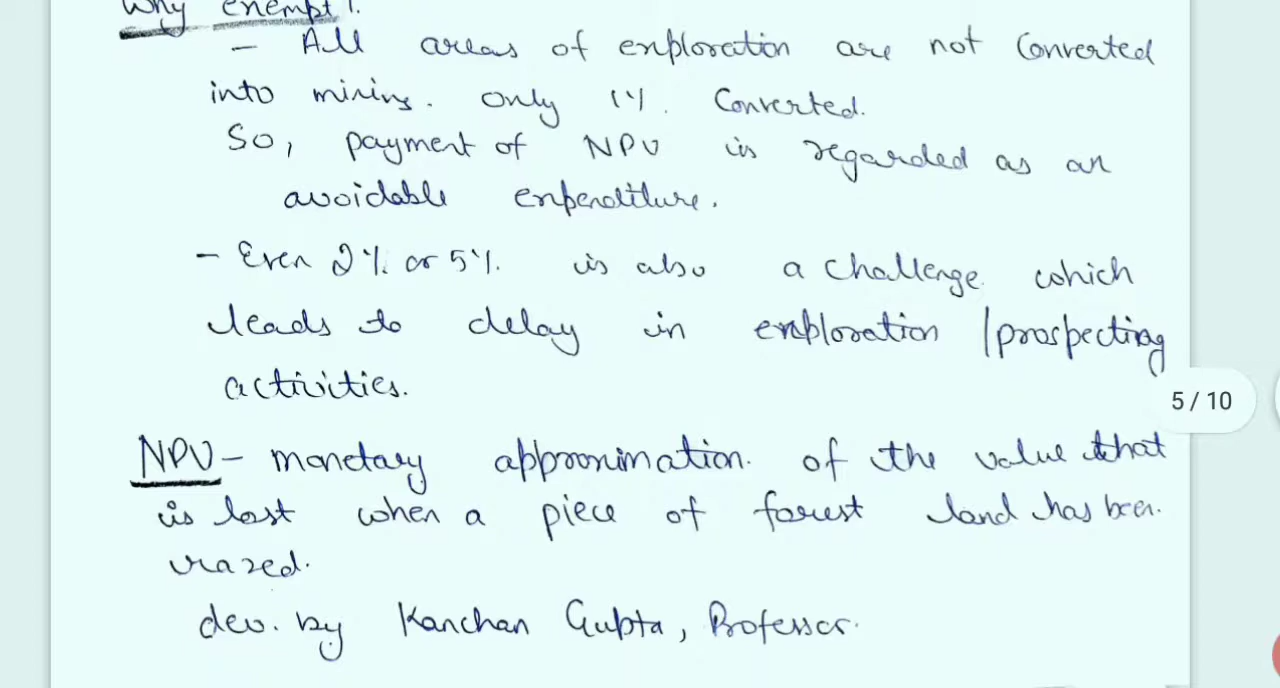 Why exempt?
- All areas of exploration are not Converted
into mining. Only 1%. Converted.
So, payment of NPV is regarded as an
avoidable expenditure.
- Even 2% or 5% is also a challenge which
leads to delay in exploration / prospecting
activities.
5 / 10
NPV - monetary approximation of the value that
is lost when a piece of forest land has been
razed.
dev. by Kanchan Gupta, Professor.